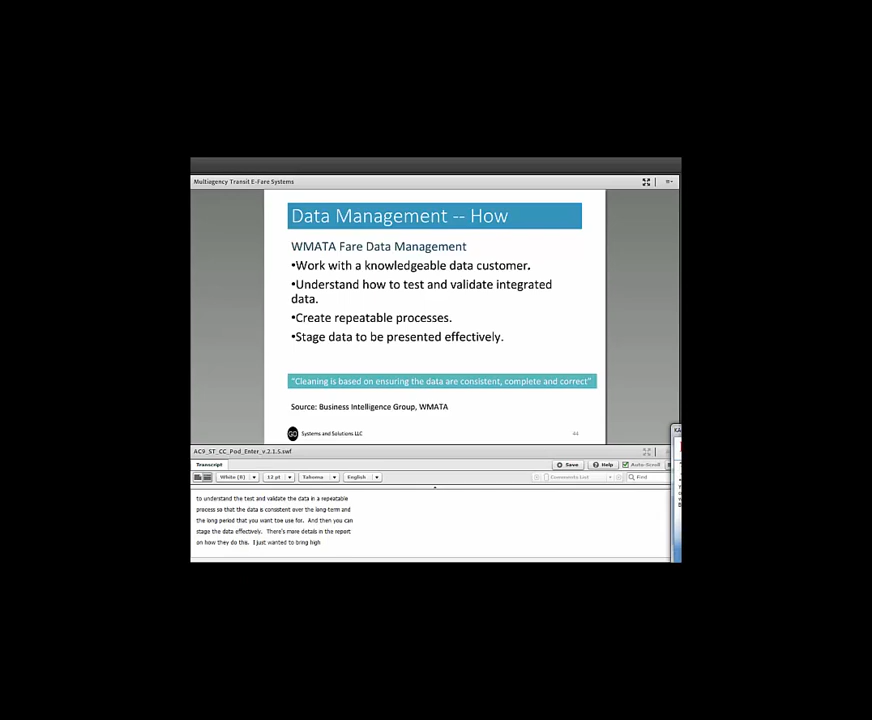 Multiagency Transit E-Fare Systems
Data Management -- How
WMATA Fare Data Management
•Work with a knowledgeable data customer.
•Understand how to test and validate integrated
data.
•Create repeatable processes.
•Stage data to be presented effectively.
"Cleaning is based on ensuring the data are consistent, complete and correct"
Source: Business Intelligence Group, WMATA
GO Systems and Solutions LLC
44
AC9_ST_CC_Pod_Enter_v.2.1.5.swf
Transcript
Save Help Auto-Scroll
White (B) 12 pt Tahoma English Comments List Find
to understand the test and validate the data in a repeatable
process so that the data is consistent over the long-term and
the long period that you want too use for. And then you can
stage the data effectively. There's more details in the report
on how they do this. I just wanted to bring high